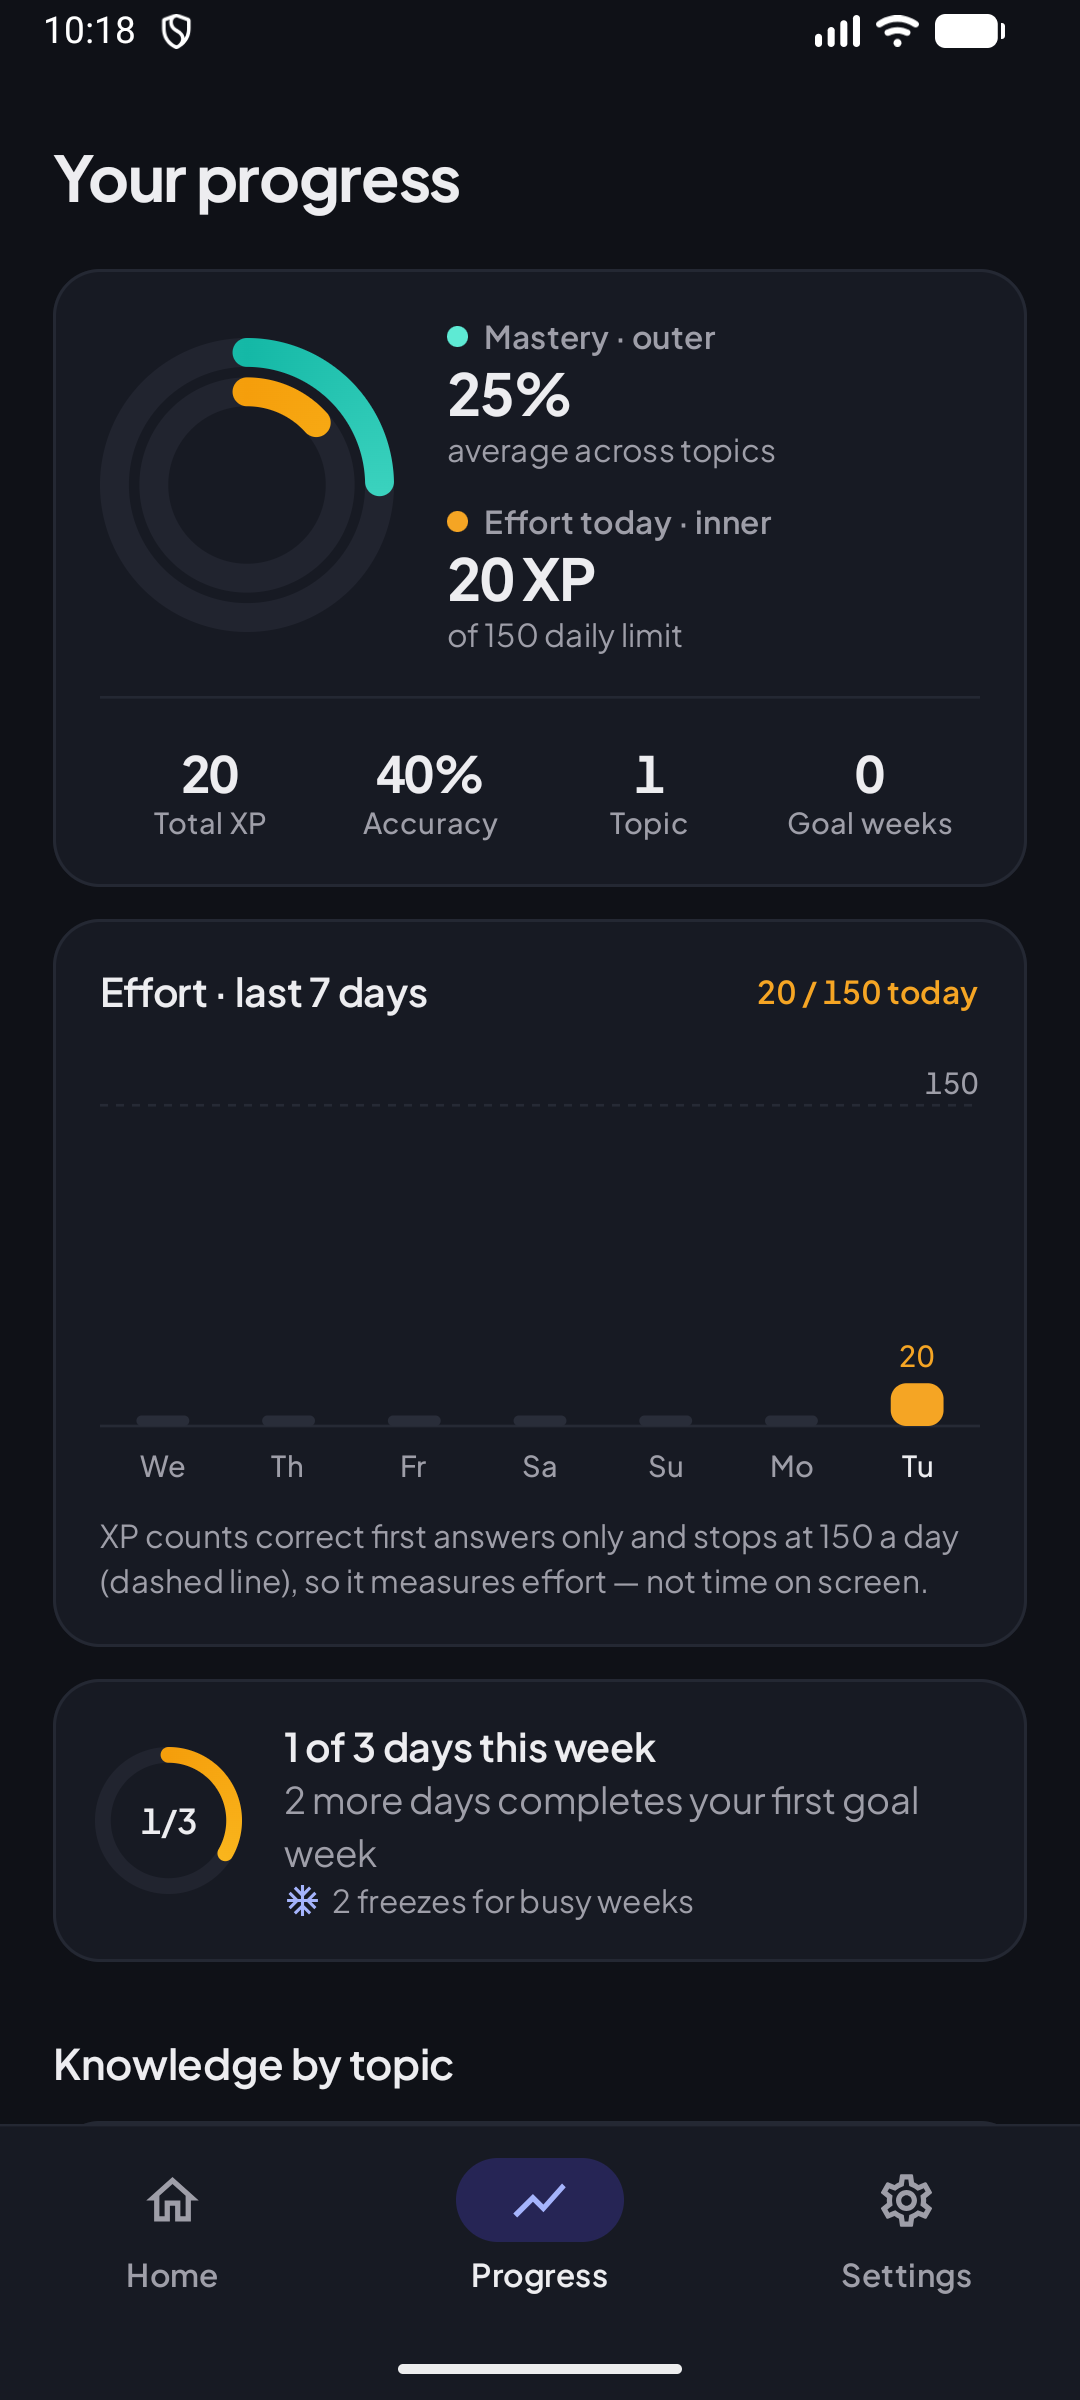 10:18
Your progress
Mastery · outer
25%
average across topics
Effort today · inner
20 XP
of 150 daily limit
20 40% 1 0
Total XP Accuracy Topic Goal weeks
Effort · last 7 days 20 / 150 today
150
20
We Th Fr Sa Su Mo Tu
XP counts correct first answers only and stops at 150 a day
(dashed line), so it measures effort — not time on screen.
1/3
1 of 3 days this week
2 more days completes your first goal
week
2 freezes for busy weeks
Knowledge by topic
Home Progress Settings